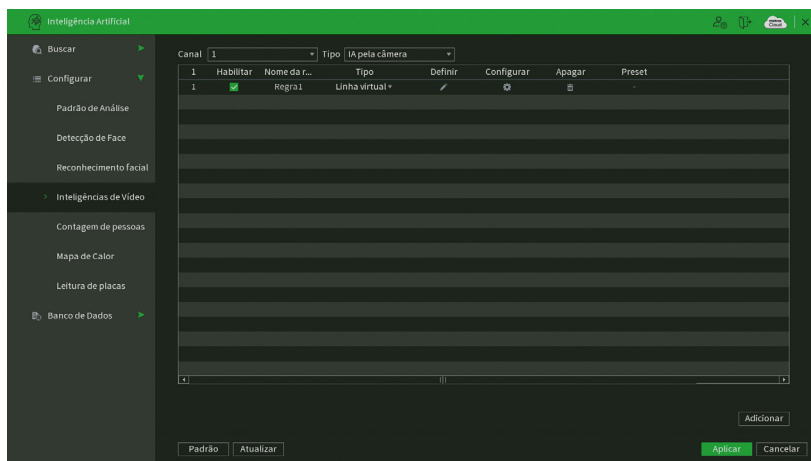 Inteligência Artificial
Buscar
Configurar
Padrão de Análise
Detecção de Face
Reconhecimento facial
Inteligências de Vídeo
Contagem de pessoas
Mapa de Calor
Leitura de placas
Banco de Dados
Canal 1 Tipo IA pela câmera
1 Habilitar Nome da r... Tipo Definir Configurar Apagar Preset
1 Regra1 Linha virtual -
Adicionar
Padrão Atualizar Aplicar Cancelar